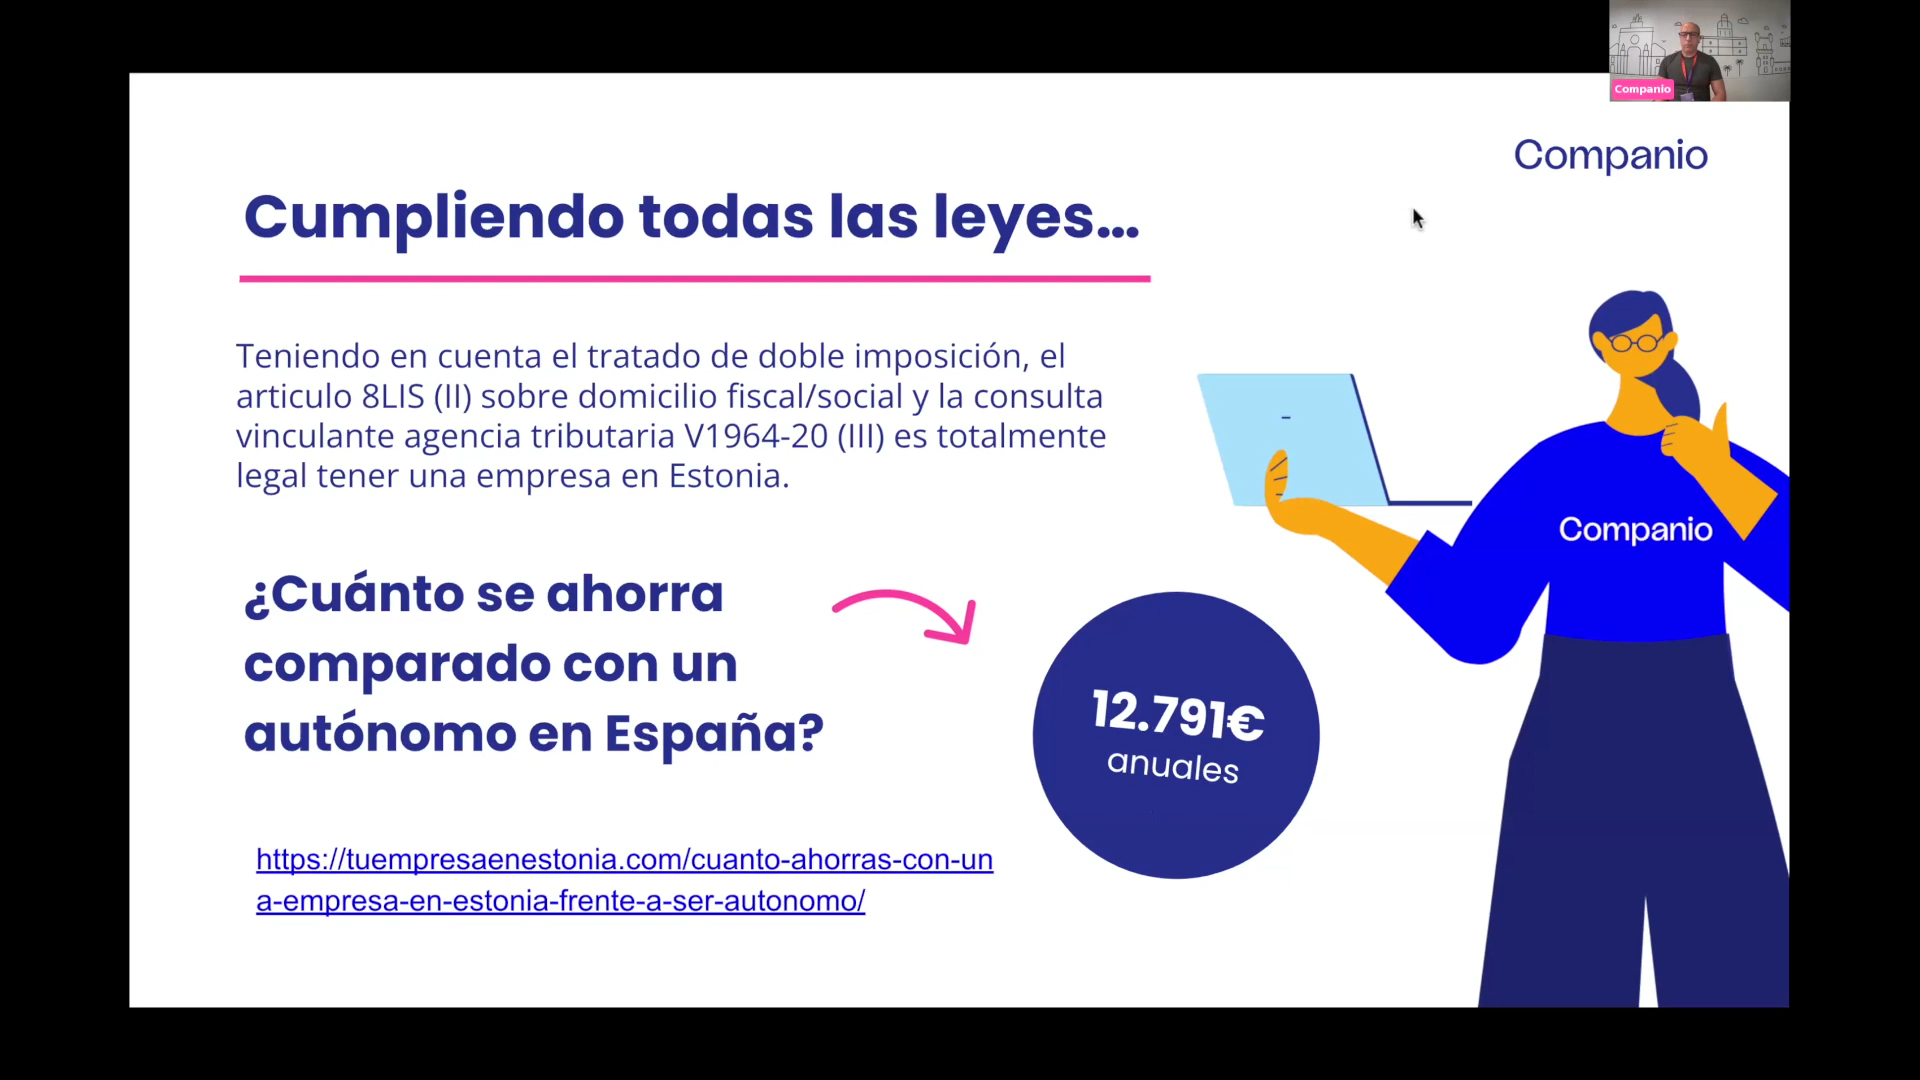 Companio
Companio
Cumpliendo todas las leyes...
Teniendo en cuenta el tratado de doble imposición, el
articulo 8LIS (II) sobre domicilio fiscal/social y la consulta
vinculante agencia tributaria V1964-20 (III) es totalmente
legal tener una empresa en Estonia.
Companio
¿Cuánto se ahorra
comparado con un
autónomo en España?
12.791€
anuales
https://tuempresaenestonia.com/cuanto-ahorras-con-un
a-empresa-en-estonia-frente-a-ser-autonomo/